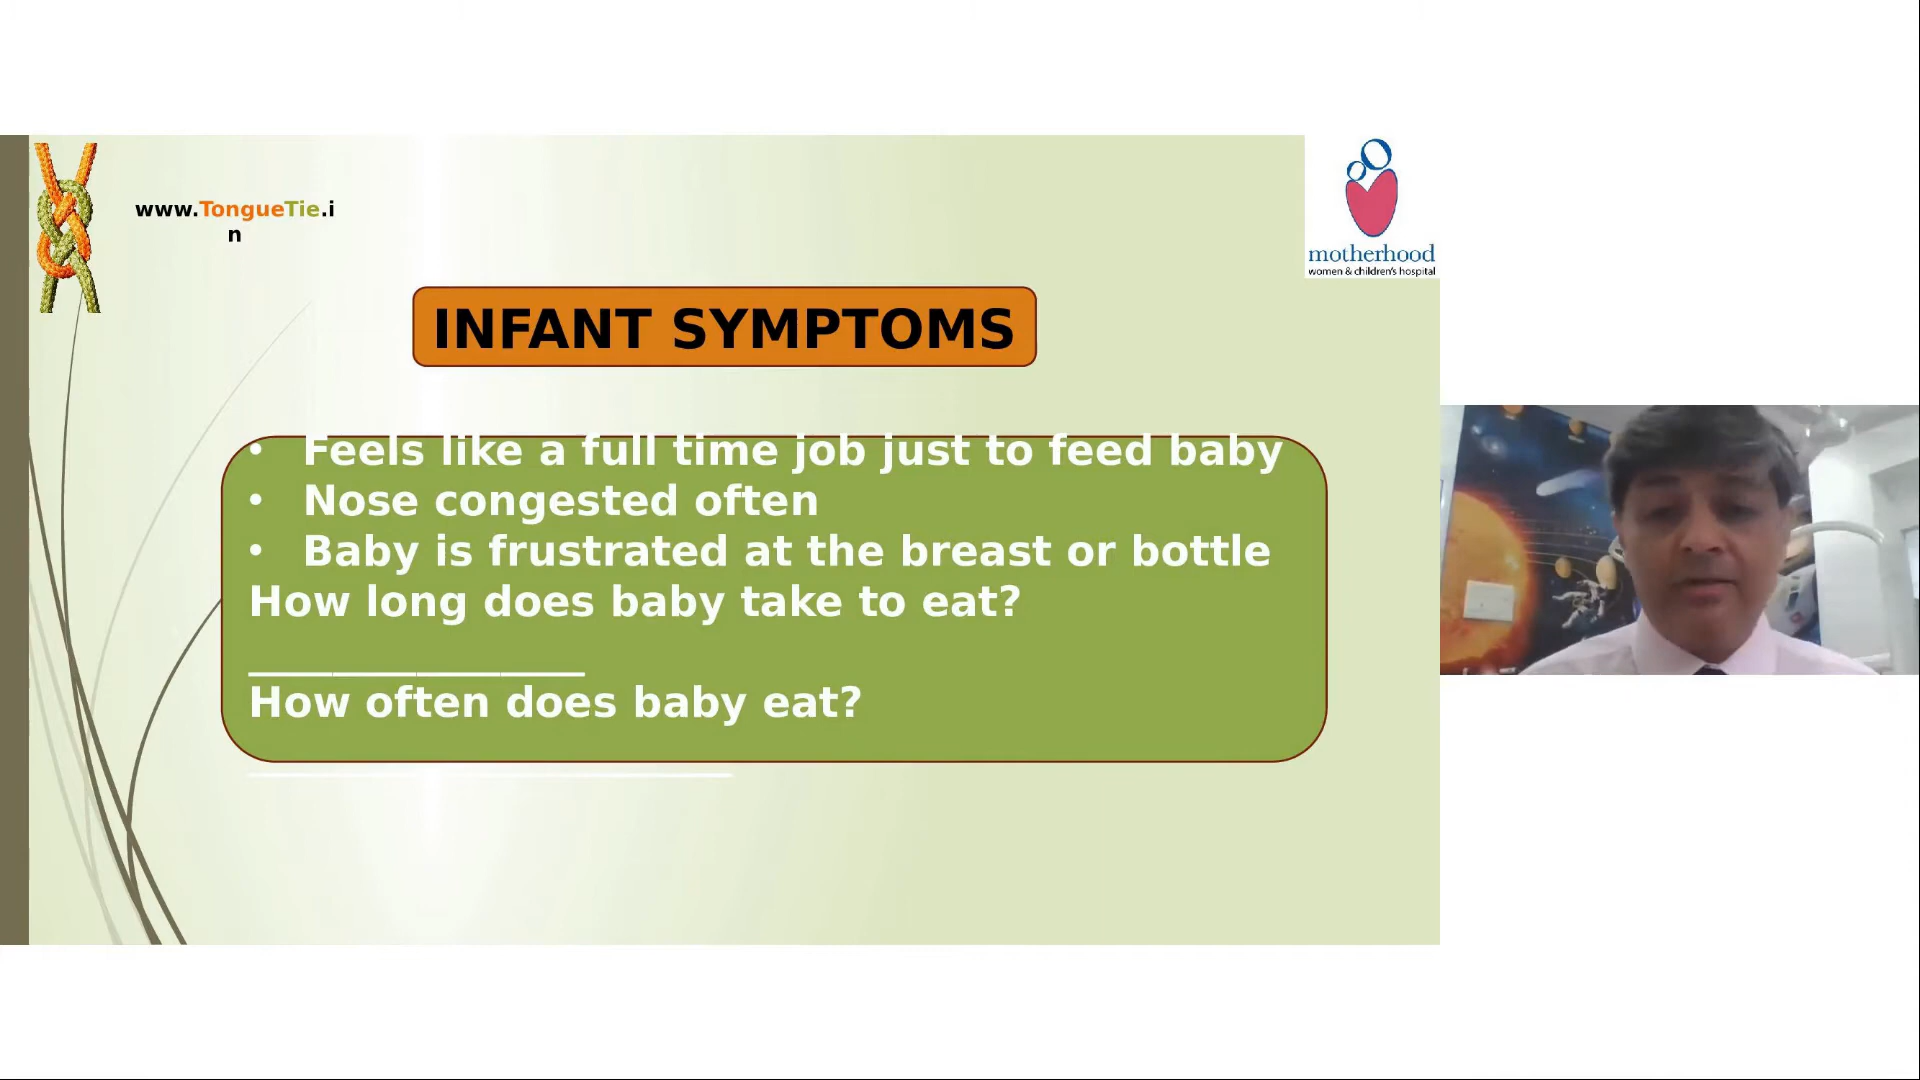 www.TongueTie.i
n
motherhood
women & children's hospital
INFANT SYMPTOMS
• Feels like a full time job just to feed baby
• Nose congested often
• Baby is frustrated at the breast or bottle
How long does baby take to eat?
________________
How often does baby eat?
_______________________